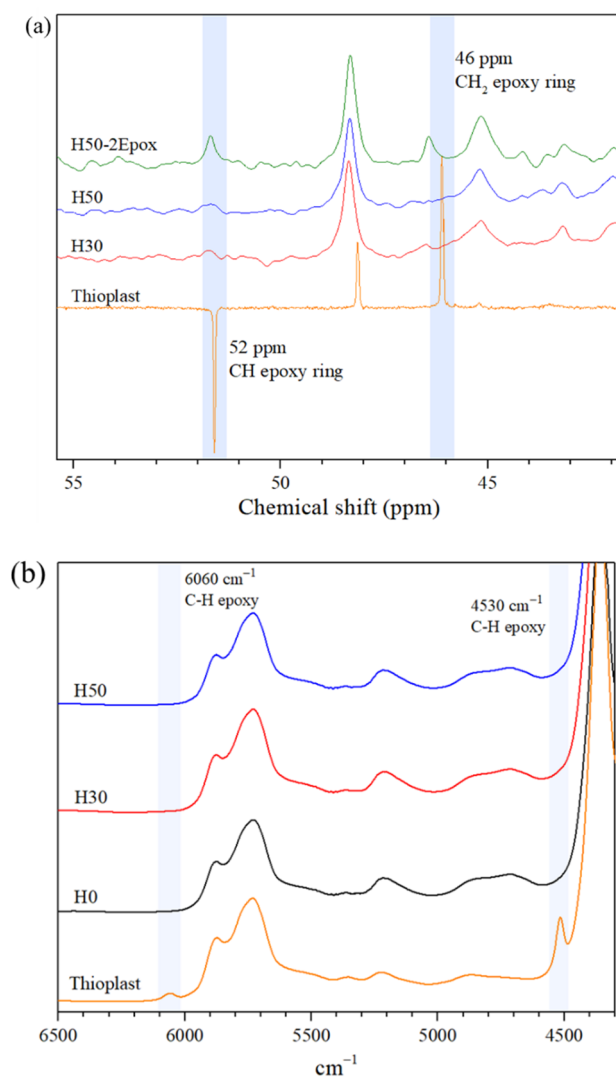 (a)
46 ppm
CH₂ epoxy ring
H50-2Epox
H50
H30
Thioplast
52 ppm
CH epoxy ring
55 50 45
Chemical shift (ppm)
(b)
6060 cm⁻¹
C-H epoxy
4530 cm⁻¹
C-H epoxy
H50
H30
H0
Thioplast
6500 6000 5500 5000 4500
cm⁻¹